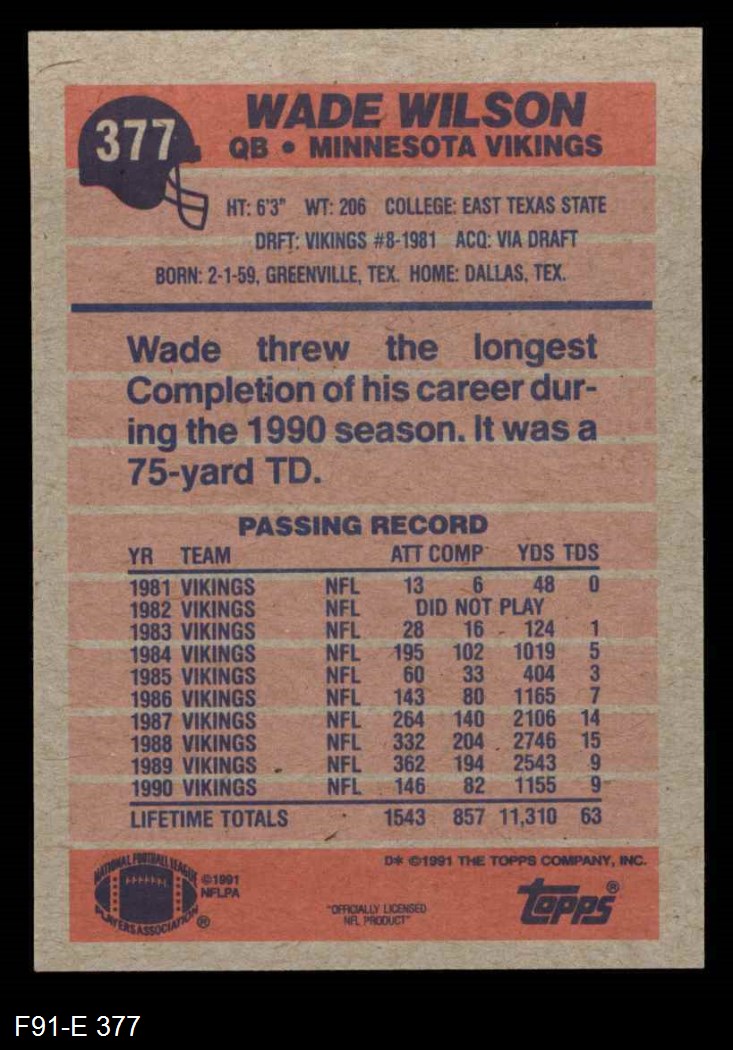 377
WADE WILSON
QB • MINNESOTA VIKINGS
HT: 6'3" WT: 206 COLLEGE: EAST TEXAS STATE
DRFT: VIKINGS #8-1981 ACQ: VIA DRAFT
BORN: 2-1-59, GREENVILLE, TEX. HOME: DALLAS, TEX.
Wade threw the longest
Completion of his career dur-
ing the 1990 season. It was a
75-yard TD.
PASSING RECORD
YR TEAM ATT COMP YDS TDS
1981 VIKINGS NFL 13 6 48 0
1982 VIKINGS NFL DID NOT PLAY
1983 VIKINGS NFL 28 16 124 1
1984 VIKINGS NFL 195 102 1019 5
1985 VIKINGS NFL 60 33 404 3
1986 VIKINGS NFL 143 80 1165 7
1987 VIKINGS NFL 264 140 2106 14
1988 VIKINGS NFL 332 204 2746 15
1989 VIKINGS NFL 362 194 2543 9
1990 VIKINGS NFL 146 82 1155 9
LIFETIME TOTALS 1543 857 11,310 63
D* ©1991 THE TOPPS COMPANY, INC.
NATIONAL FOOTBALL LEAGUE
PLAYERS ASSOCIATION ®
©1991
NFLPA
"OFFICIALLY LICENSED
NFL PRODUCT"
topps®
F91-E 377